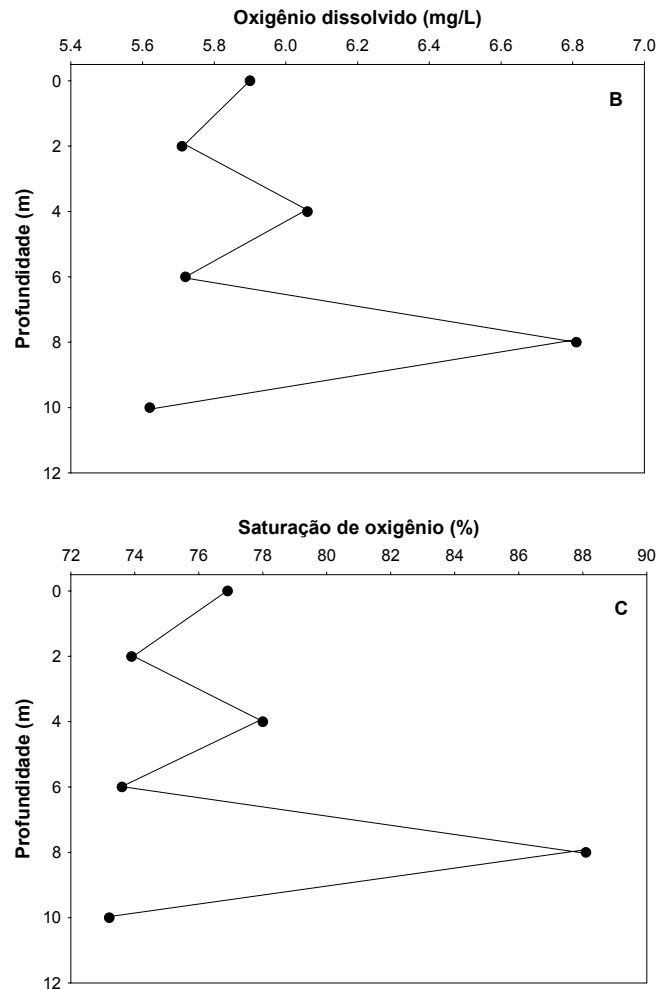 Oxigênio dissolvido (mg/L)
5.4 5.6 5.8 6.0 6.2 6.4 6.6 6.8 7.0
0
B
2
4
6
8
10
12
Profundidade (m)
Saturação de oxigênio (%)
72 74 76 78 80 82 84 86 88 90
0
C
2
4
6
8
10
12
Profundidade (m)